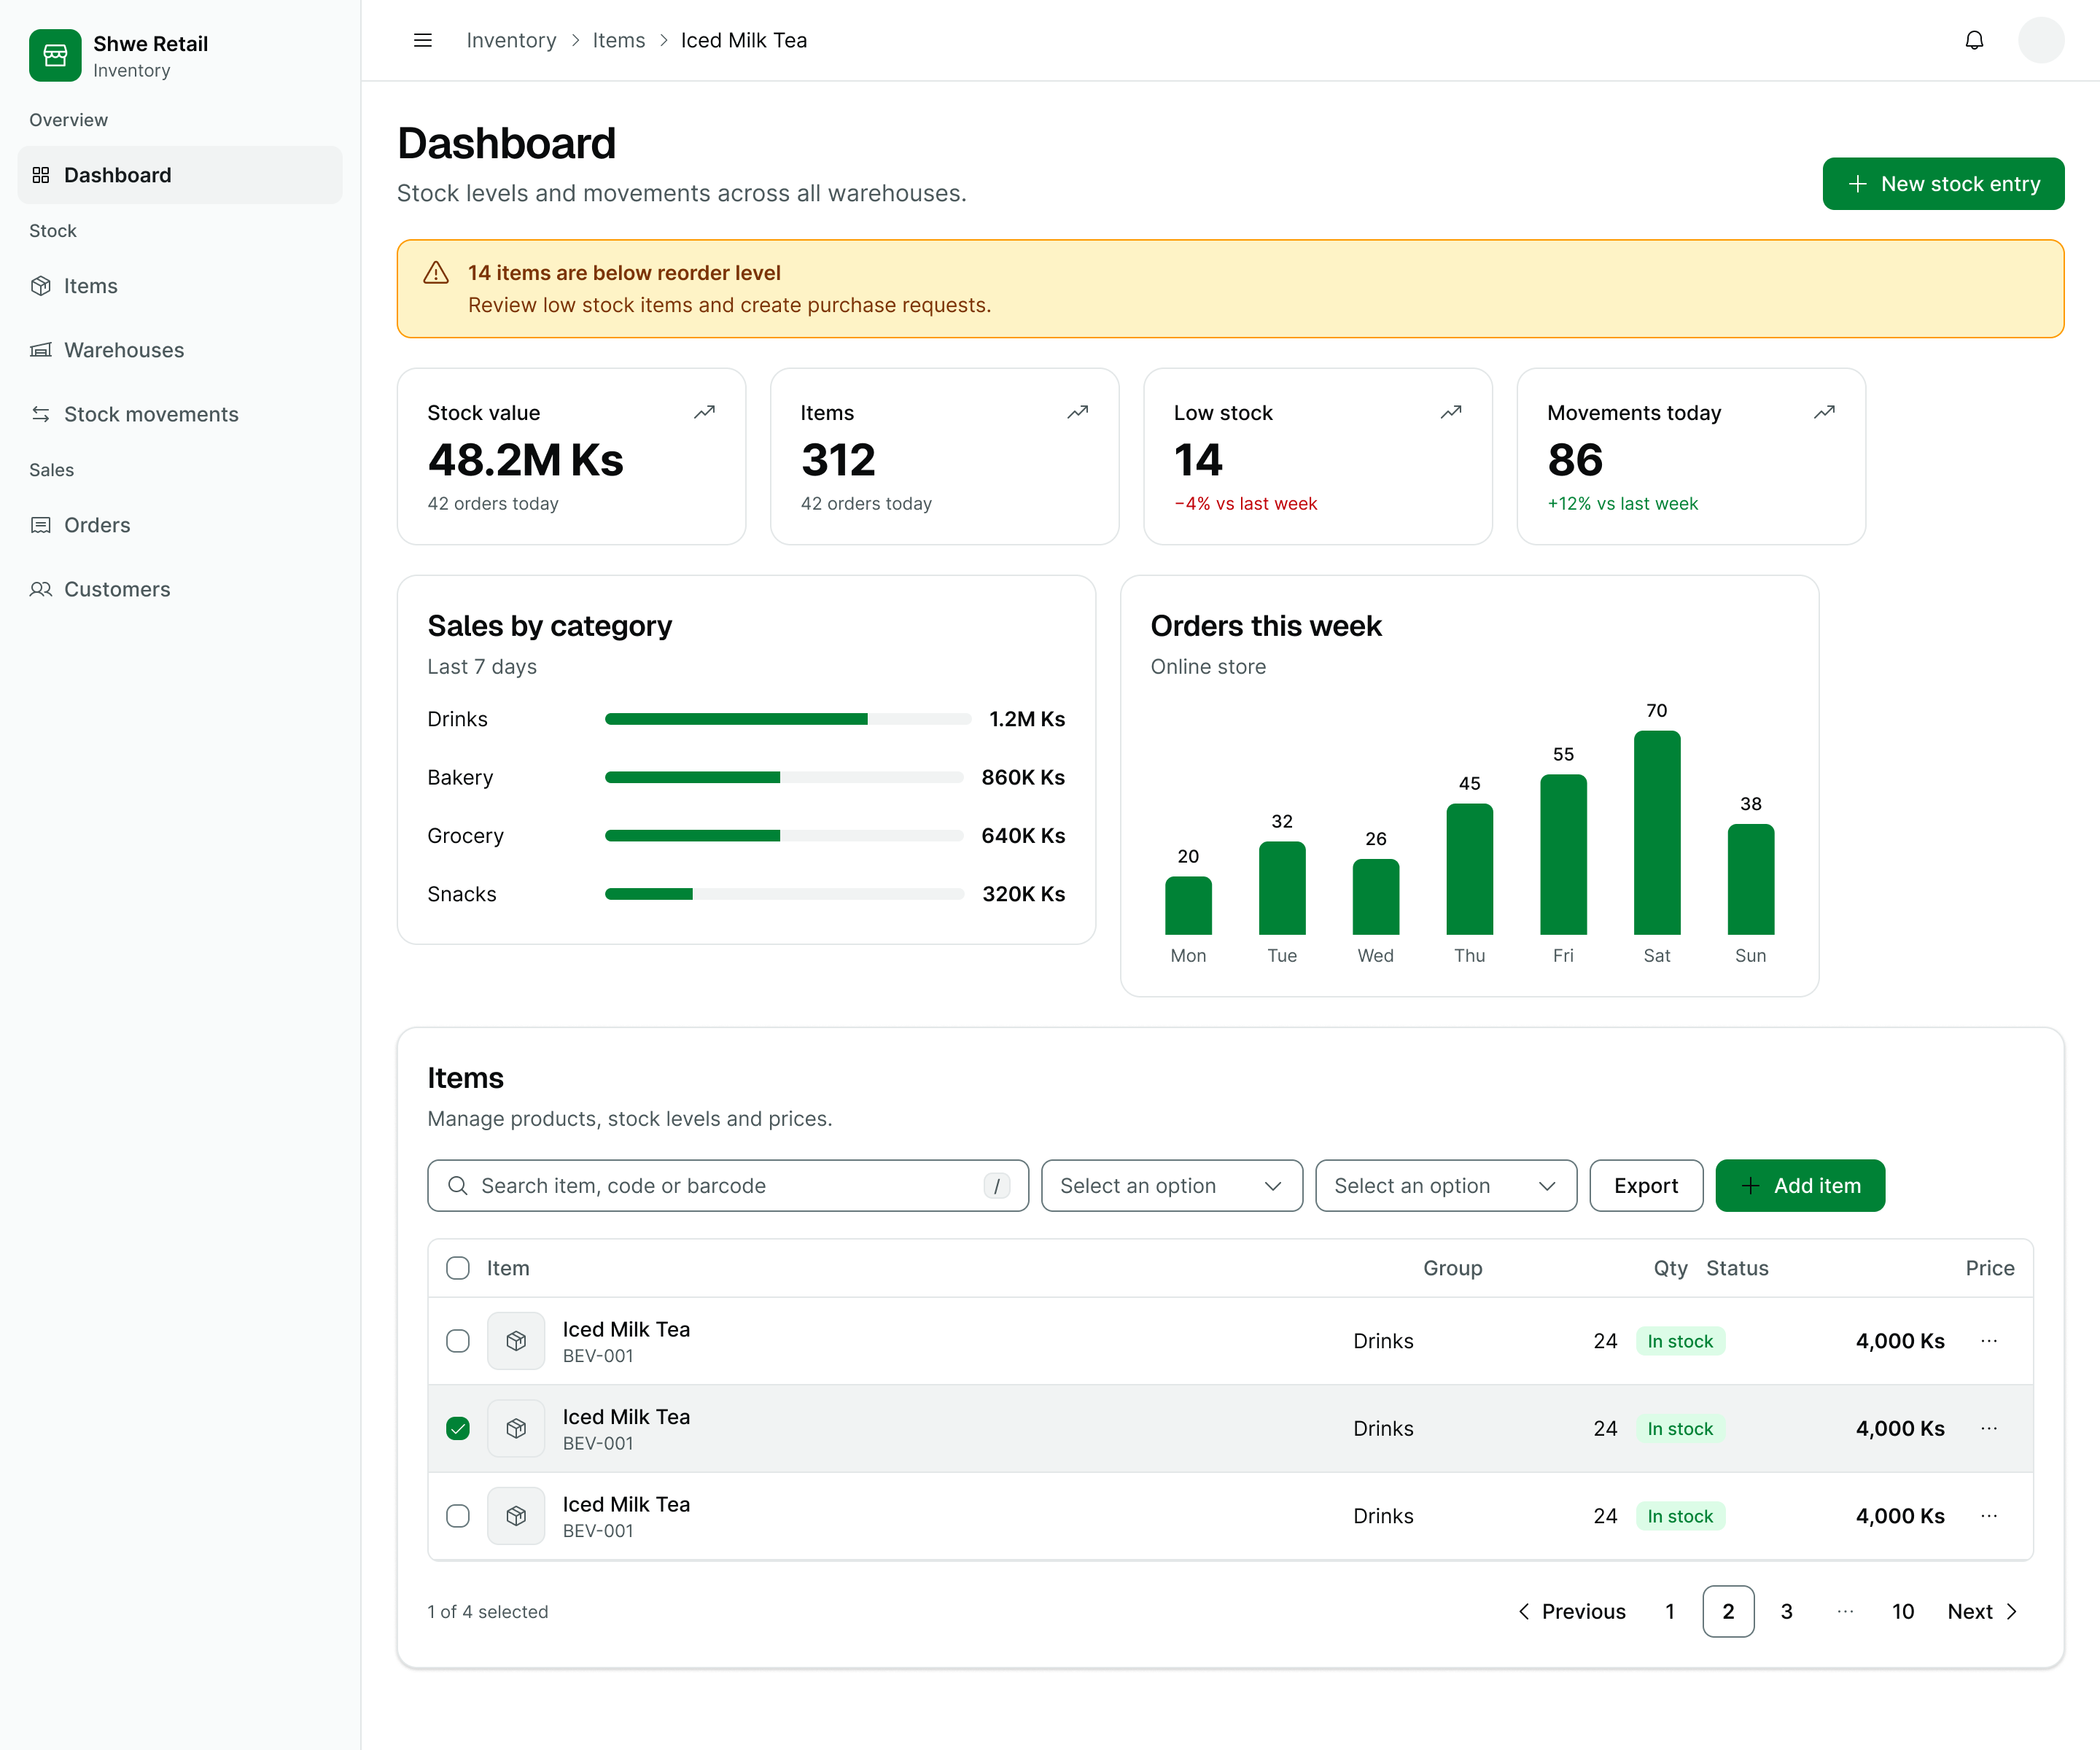 Shwe Retail
Inventory
Overview
Dashboard
Stock
Items
Warehouses
Stock movements
Sales
Orders
Customers
Inventory > Items > Iced Milk Tea
Dashboard
Stock levels and movements across all warehouses.
New stock entry
14 items are below reorder level
Review low stock items and create purchase requests.
Stock value
48.2M Ks
42 orders today
Items
312
42 orders today
Low stock
14
−4% vs last week
Movements today
86
+12% vs last week
Sales by category
Last 7 days
Drinks 1.2M Ks
Bakery 860K Ks
Grocery 640K Ks
Snacks 320K Ks
Orders this week
Online store
20 32 26 45 55 70 38
Mon Tue Wed Thu Fri Sat Sun
Items
Manage products, stock levels and prices.
Search item, code or barcode / Select an option Select an option Export Add item
Item Group Qty Status Price
Iced Milk Tea Drinks 24 In stock 4,000 Ks ...
BEV-001
Iced Milk Tea Drinks 24 In stock 4,000 Ks ...
BEV-001
Iced Milk Tea Drinks 24 In stock 4,000 Ks ...
BEV-001
1 of 4 selected Previous 1 2 3 ... 10 Next